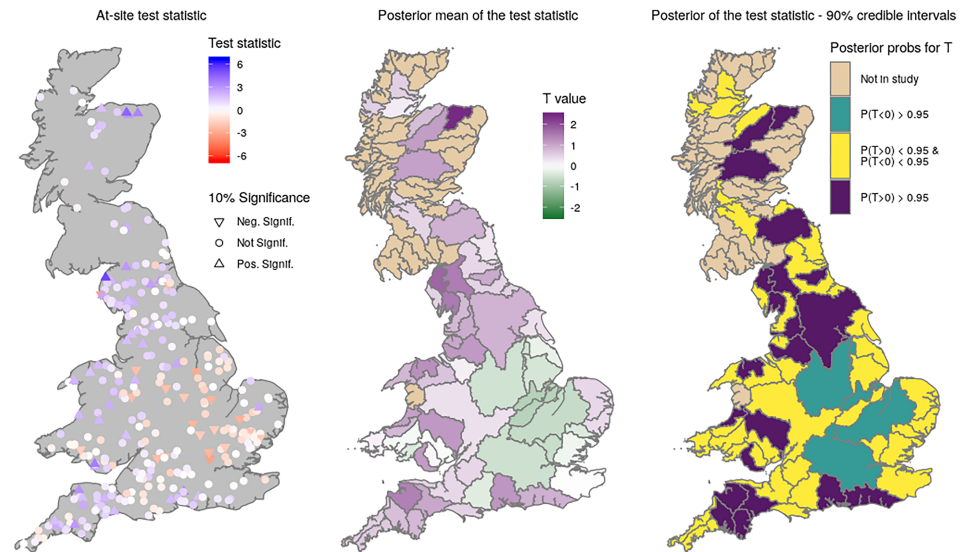 At-site test statistic
Test statistic
6
3
0
-3
-6
10% Significance
Neg. Signif.
Not Signif.
Pos. Signif.
Posterior mean of the test statistic
T value
2
1
0
-1
-2
Posterior of the test statistic - 90% credible intervals
Posterior probs for T
Not in study
P(T<0) > 0.95
P(T>0) < 0.95 &
P(T<0) < 0.95
P(T>0) > 0.95